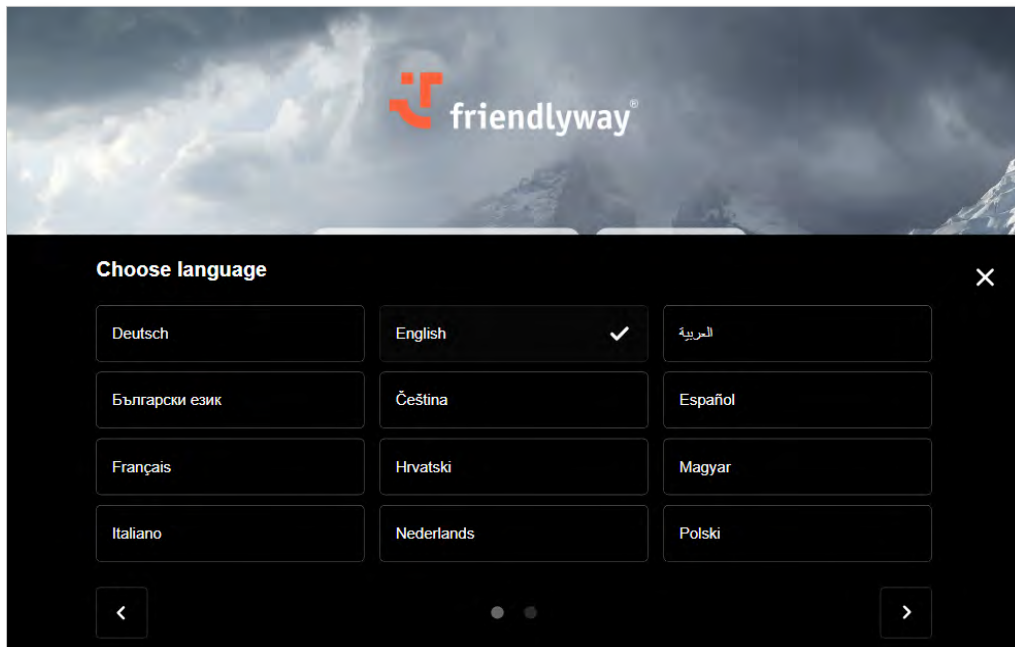 friendlyway®
Choose language
Deutsch
English
العربية
Български език
Čeština
Español
Français
Hrvatski
Magyar
Italiano
Nederlands
Polski